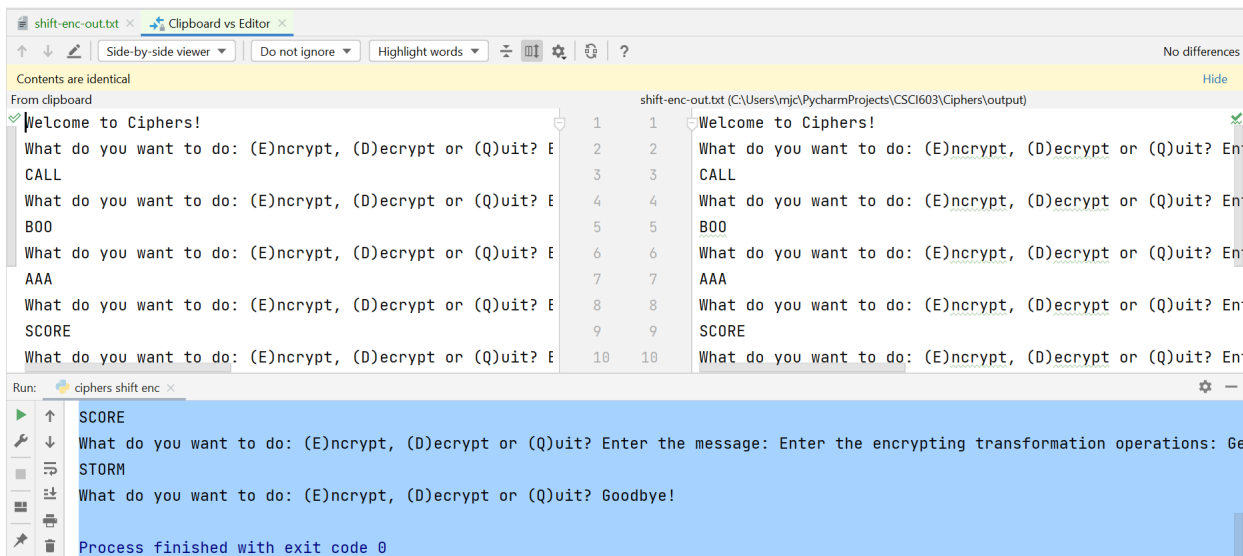 shift-enc-out.txt × Clipboard vs Editor ×
Side-by-side viewer Do not ignore Highlight words ? No differences
Contents are identical Hide
From clipboard shift-enc-out.txt (C:\Users\mjc\PycharmProjects\CSCI603\Ciphers\output)
Welcome to Ciphers! 1 1 Welcome to Ciphers!
What do you want to do: (E)ncrypt, (D)ecrypt or (Q)uit? E 2 2 What do you want to do: (E)ncrypt, (D)ecrypt or (Q)uit? En
CALL 3 3 CALL
What do you want to do: (E)ncrypt, (D)ecrypt or (Q)uit? E 4 4 What do you want to do: (E)ncrypt, (D)ecrypt or (Q)uit? Ent
BOO 5 5 BOO
What do you want to do: (E)ncrypt, (D)ecrypt or (Q)uit? E 6 6 What do you want to do: (E)ncrypt, (D)ecrypt or (Q)uit? En
AAA 7 7 AAA
What do you want to do: (E)ncrypt, (D)ecrypt or (Q)uit? E 8 8 What do you want to do: (E)ncrypt, (D)ecrypt or (Q)uit? Ent
SCORE 9 9 SCORE
What do you want to do: (E)ncrypt, (D)ecrypt or (Q)uit? E 10 10 What do you want to do: (E)ncrypt, (D)ecrypt or (Q)uit? Ent
Run: ciphers shift enc ×
SCORE
What do you want to do: (E)ncrypt, (D)ecrypt or (Q)uit? Enter the message: Enter the encrypting transformation operations: Ge
STORM
What do you want to do: (E)ncrypt, (D)ecrypt or (Q)uit? Goodbye!
Process finished with exit code 0